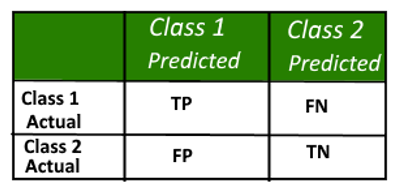 Class 1
Predicted
Class 2
Predicted
Class 1
Actual
TP
FN
Class 2
Actual
FP
TN